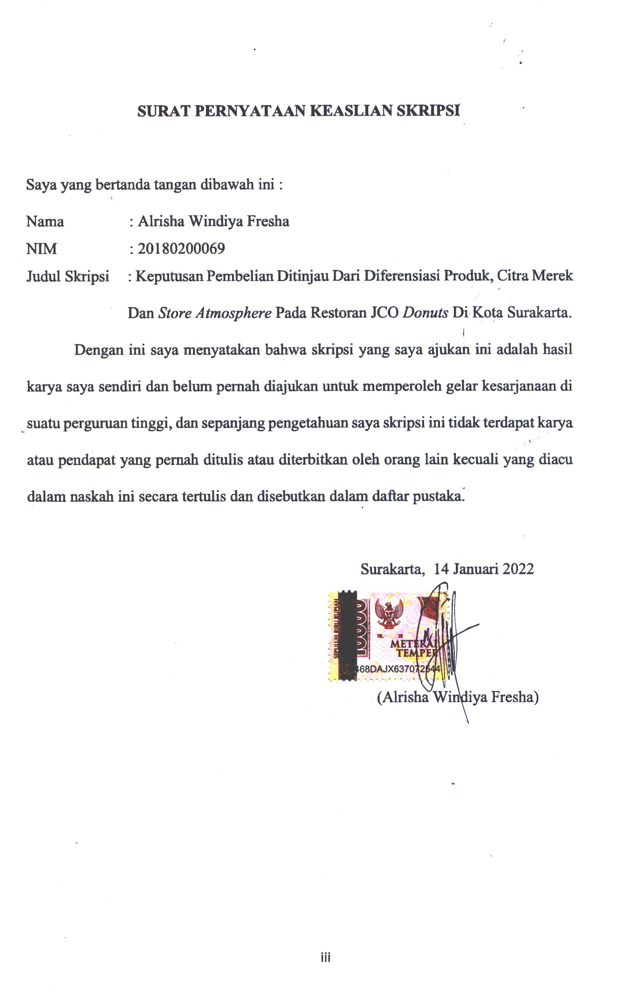 SURAT PERNYATAAN KEASLIAN SKRIPSI
Saya yang bertanda tangan dibawah ini :
Nama : Alrisha Windiya Fresha
NIM : 20180200069
Judul Skripsi : Keputusan Pembelian Ditinjau Dari Diferensiasi Produk, Citra Merek
Dan Store Atmosphere Pada Restoran JCO Donuts Di Kota Surakarta.
Dengan ini saya menyatakan bahwa skripsi yang saya ajukan ini adalah hasil
karya saya sendiri dan belum pernah diajukan untuk memperoleh gelar kesarjanaan di
suatu perguruan tinggi, dan sepanjang pengetahuan saya skripsi ini tidak terdapat karya
atau pendapat yang pernah ditulis atau diterbitkan oleh orang lain kecuali yang diacu
dalam naskah ini secara tertulis dan disebutkan dalam daftar pustaka.
Surakarta, 14 Januari 2022
SEPULUH RIBU RUPIAH
10000
TGL. 20
METERAI
TEMPEL
468DAJX637072544
(Alrisha Windiya Fresha)
iii